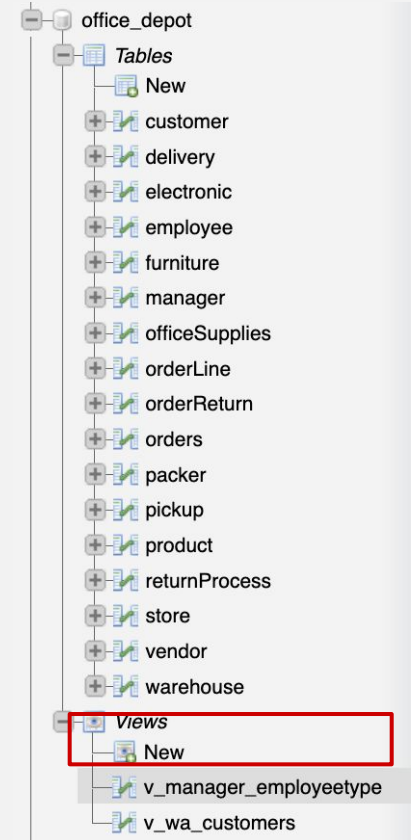 office_depot
Tables
New
customer
delivery
electronic
employee
furniture
manager
officeSupplies
orderLine
orderReturn
orders
packer
pickup
product
returnProcess
store
vendor
warehouse
Views
New
v_manager_employeetype
v_wa_customers